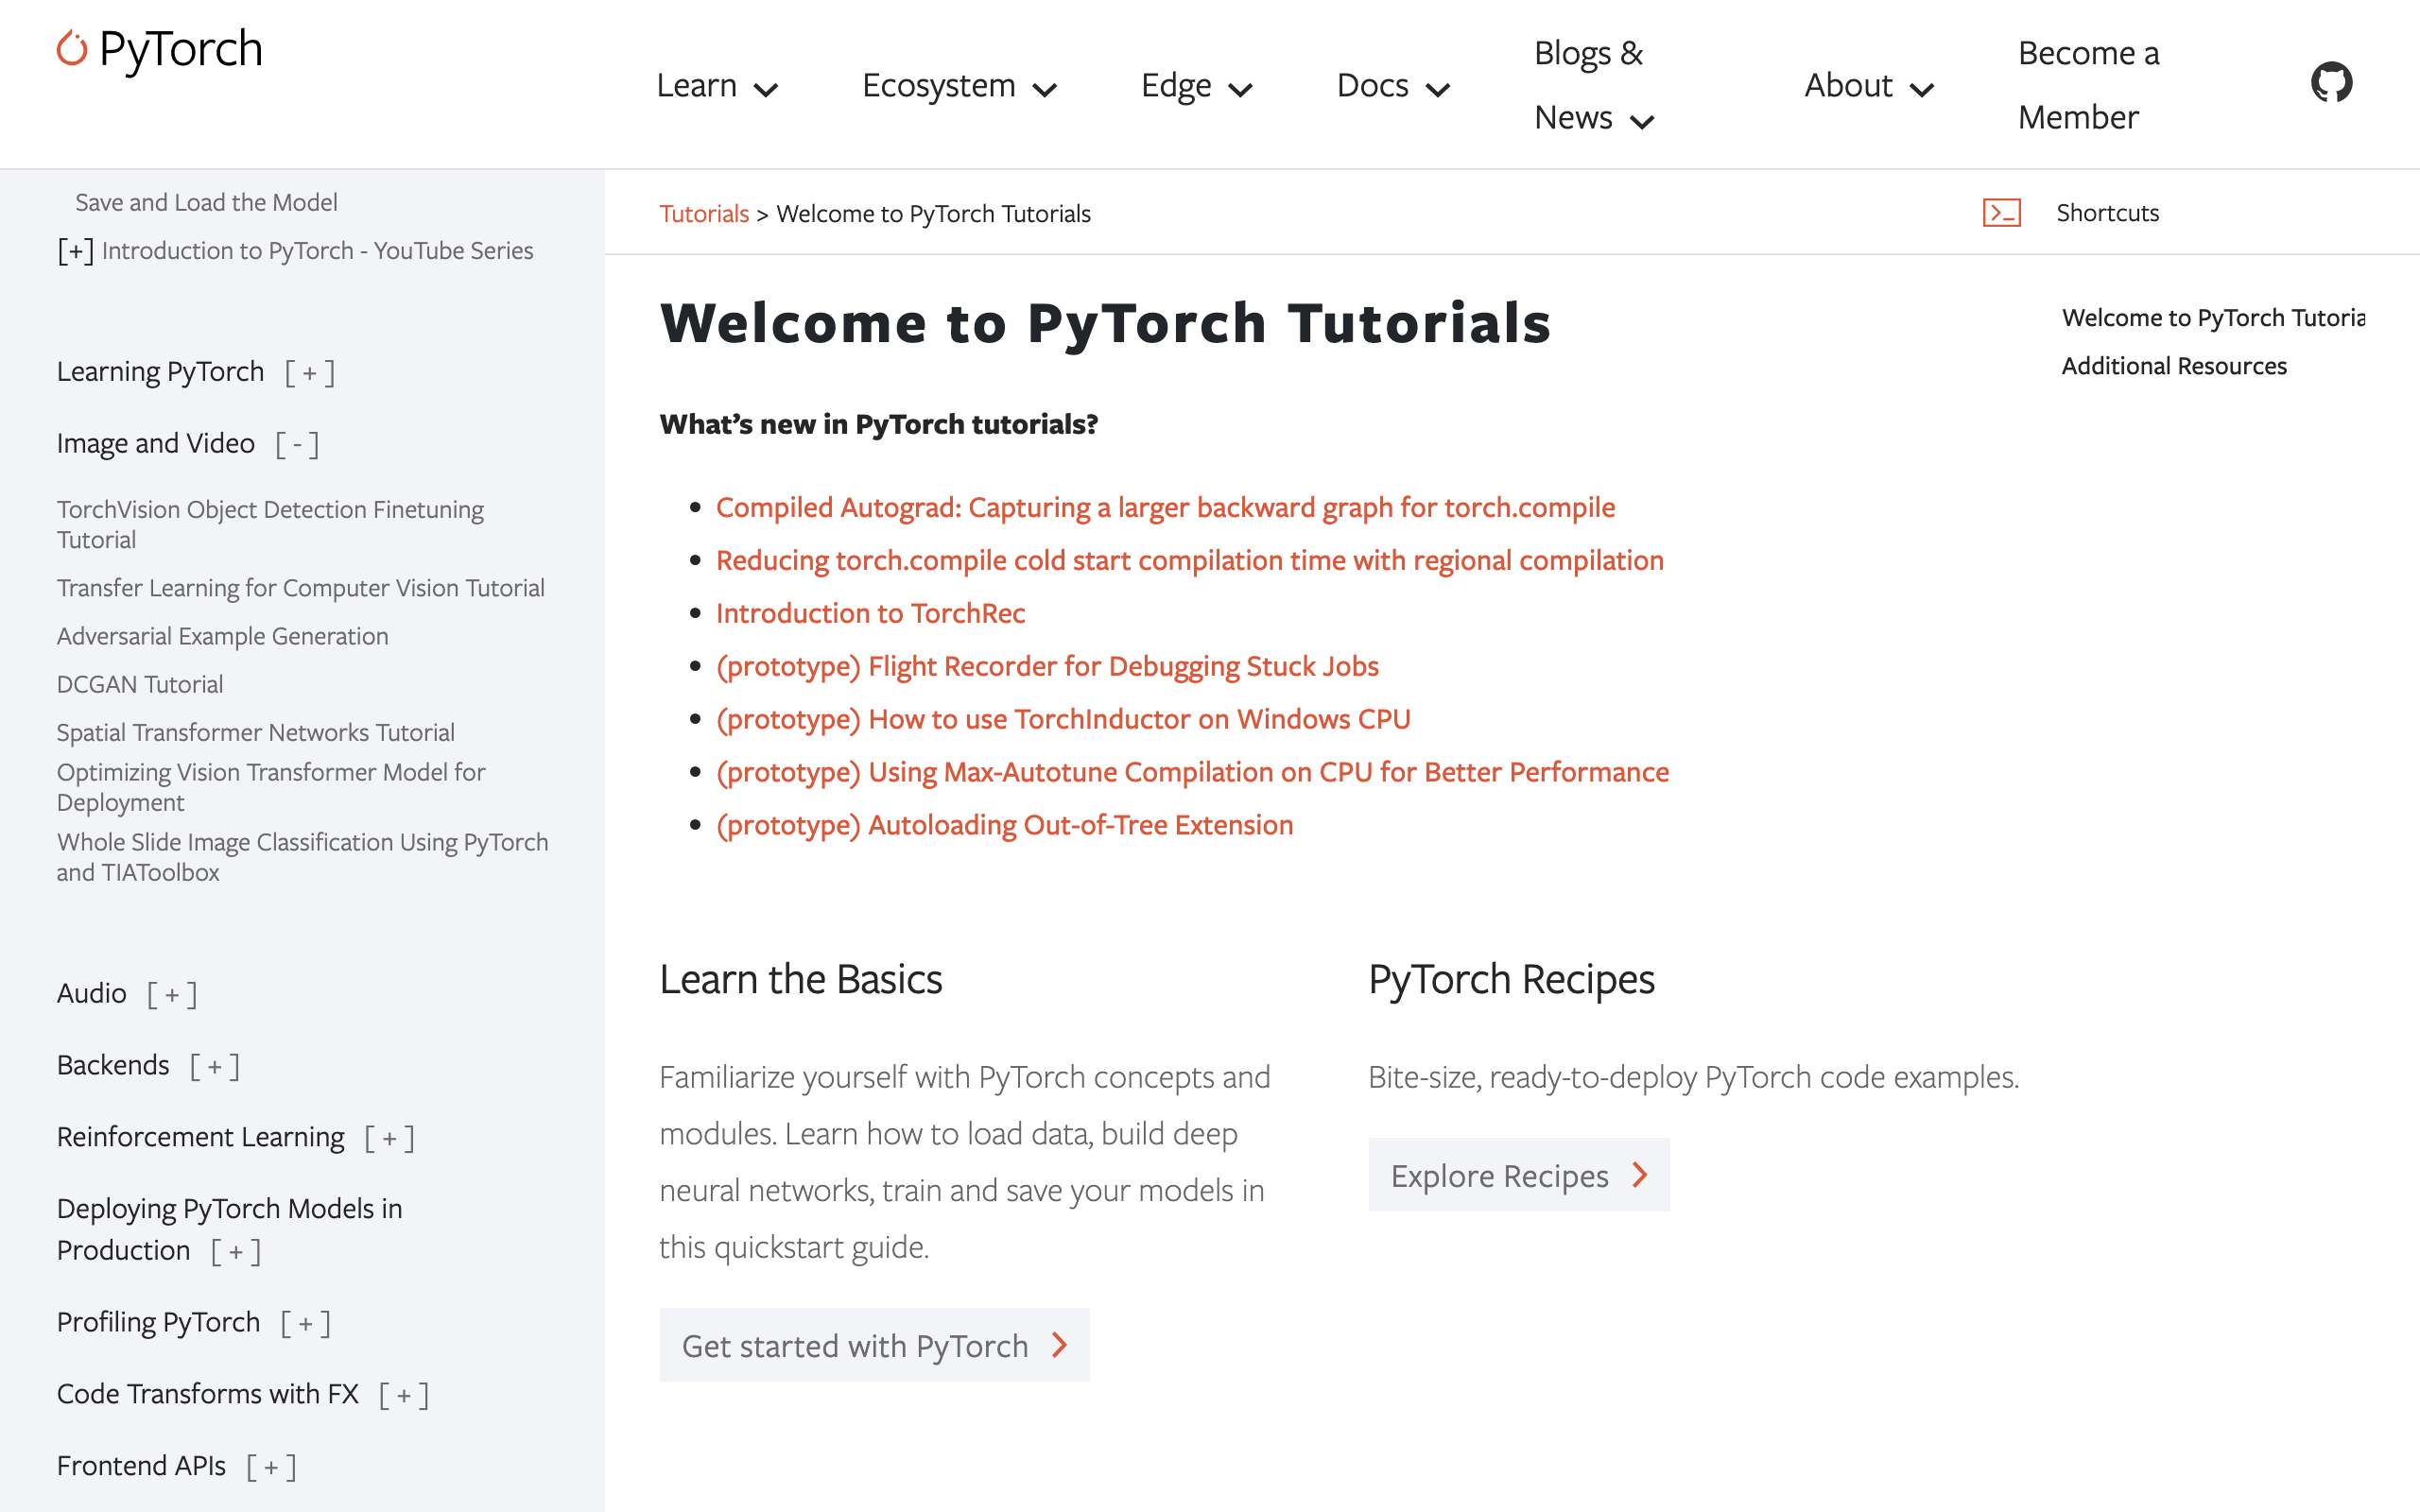 PyTorch
Learn
Ecosystem
Edge
Docs
Blogs &
News
About
Become a
Member
Save and Load the Model
[+] Introduction to PyTorch - YouTube Series
Learning PyTorch [ + ]
Image and Video [ - ]
TorchVision Object Detection Finetuning
Tutorial
Transfer Learning for Computer Vision Tutorial
Adversarial Example Generation
DCGAN Tutorial
Spatial Transformer Networks Tutorial
Optimizing Vision Transformer Model for
Deployment
Whole Slide Image Classification Using PyTorch
and TIAToolbox
Audio [ + ]
Backends [ + ]
Reinforcement Learning [ + ]
Deploying PyTorch Models in
Production [ + ]
Profiling PyTorch [ + ]
Code Transforms with FX [ + ]
Frontend APIs [ + ]
Tutorials > Welcome to PyTorch Tutorials
Shortcuts
Welcome to PyTorch Tutorials
What’s new in PyTorch tutorials?
Compiled Autograd: Capturing a larger backward graph for torch.compile
Reducing torch.compile cold start compilation time with regional compilation
Introduction to TorchRec
(prototype) Flight Recorder for Debugging Stuck Jobs
(prototype) How to use TorchInductor on Windows CPU
(prototype) Using Max-Autotune Compilation on CPU for Better Performance
(prototype) Autoloading Out-of-Tree Extension
Learn the Basics
Familiarize yourself with PyTorch concepts and
modules. Learn how to load data, build deep
neural networks, train and save your models in
this quickstart guide.
Get started with PyTorch
PyTorch Recipes
Bite-size, ready-to-deploy PyTorch code examples.
Explore Recipes
Welcome to PyTorch Tutoria
Additional Resources